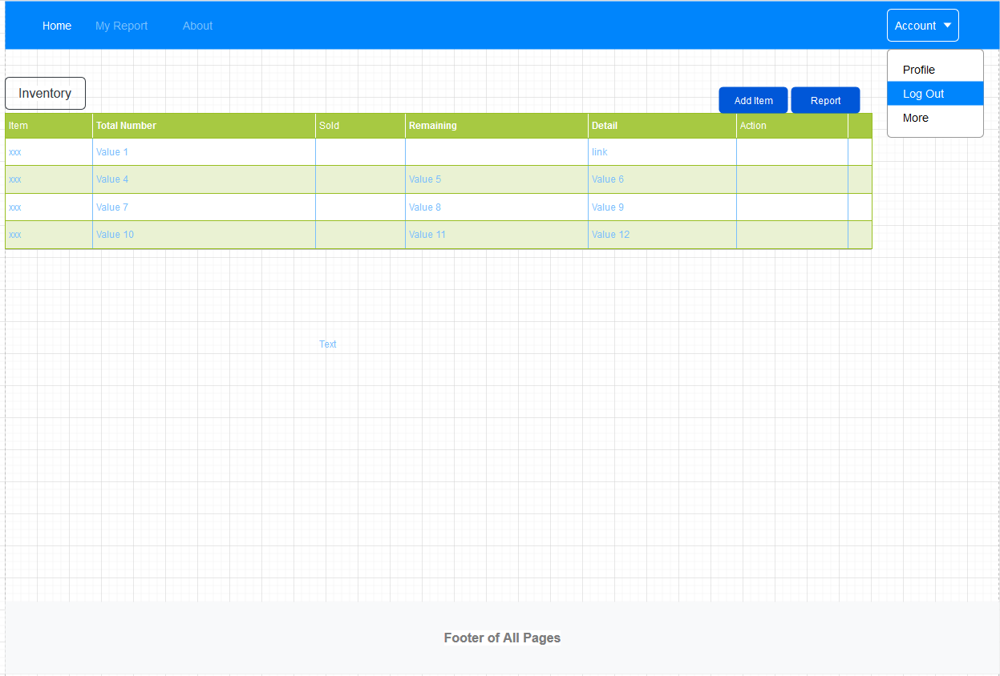 Home My Report About Account
Profile
Log Out
More
Inventory
Add Item Report
Item Total Number Sold Remaining Detail Action
xxx Value 1 link
xxx Value 4 Value 5 Value 6
xxx Value 7 Value 8 Value 9
xxx Value 10 Value 11 Value 12
Text
Footer of All Pages